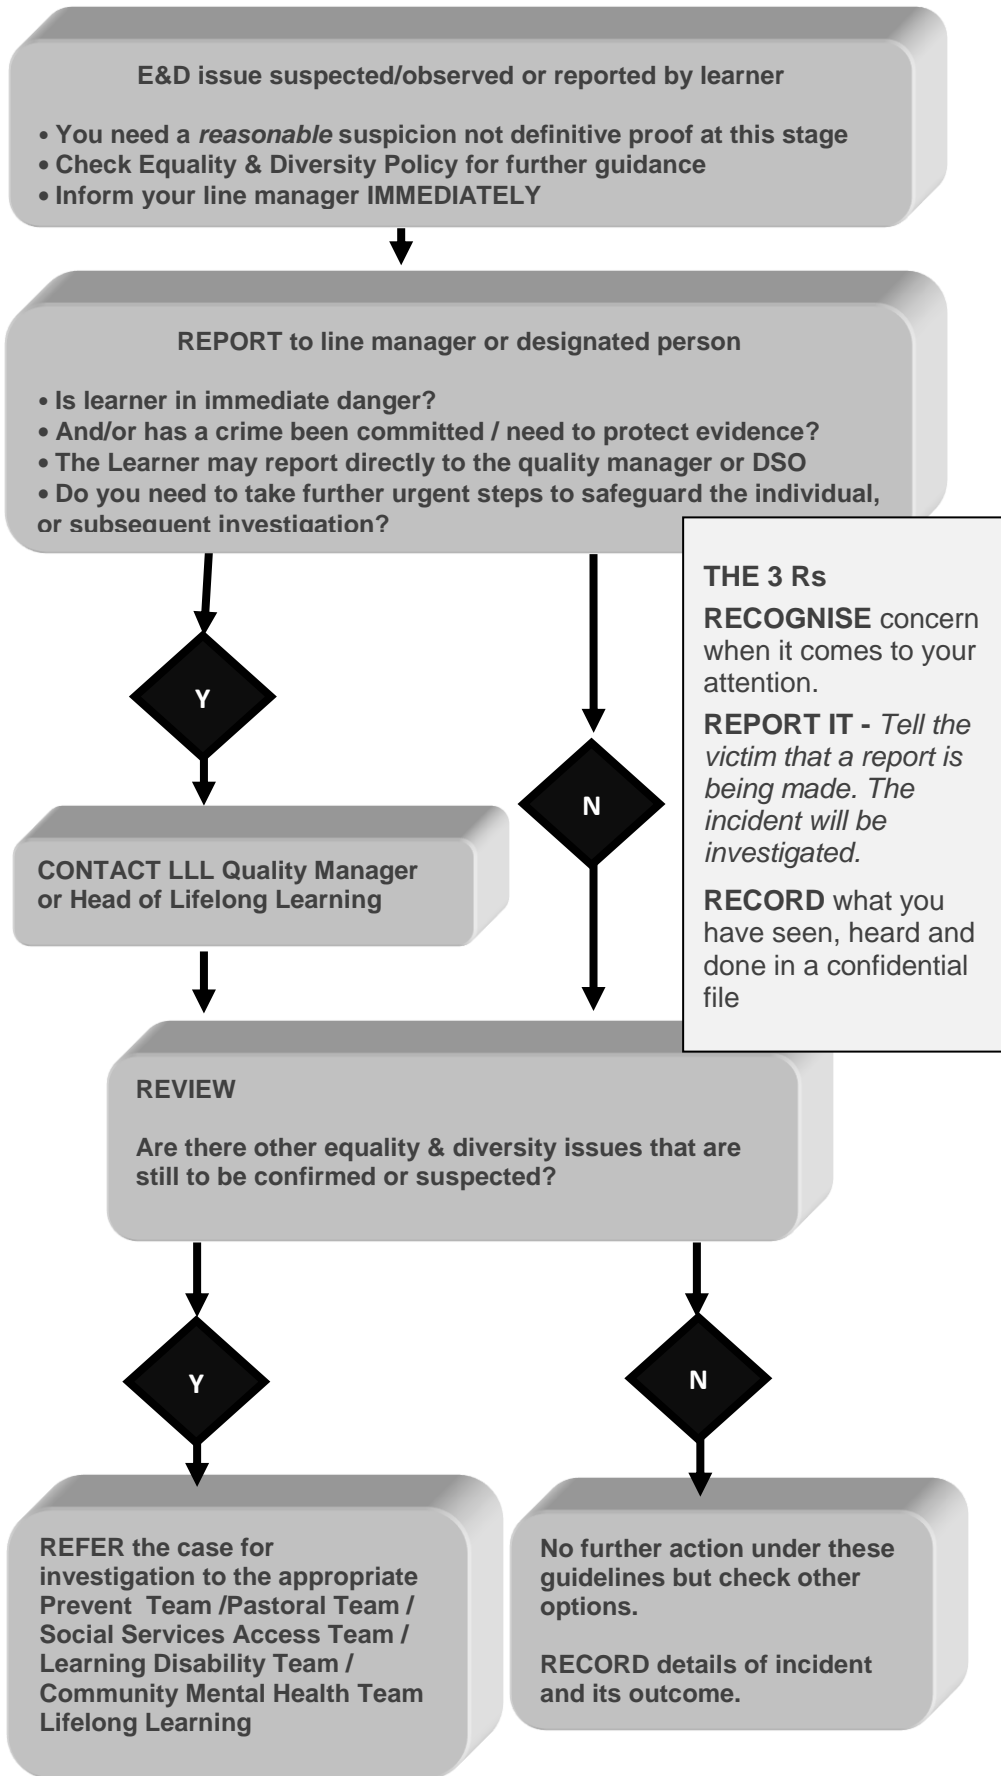 E&D issue suspected/observed or reported by learner
• You need a reasonable suspicion not definitive proof at this stage
• Check Equality & Diversity Policy for further guidance
• Inform your line manager IMMEDIATELY
REPORT to line manager or designated person
• Is learner in immediate danger?
• And/or has a crime been committed / need to protect evidence?
• The Learner may report directly to the quality manager or DSO
• Do you need to take further urgent steps to safeguard the individual,
or subsequent investigation?
THE 3 Rs
RECOGNISE concern
when it comes to your
attention.
REPORT IT - Tell the
victim that a report is
being made. The
incident will be
investigated.
RECORD what you
have seen, heard and
done in a confidential
file
Y
N
CONTACT LLL Quality Manager
or Head of Lifelong Learning
REVIEW
Are there other equality & diversity issues that are
still to be confirmed or suspected?
Y
N
REFER the case for
investigation to the appropriate
Prevent Team /Pastoral Team /
Social Services Access Team /
Learning Disability Team /
Community Mental Health Team
Lifelong Learning
No further action under these
guidelines but check other
options.
RECORD details of incident
and its outcome.